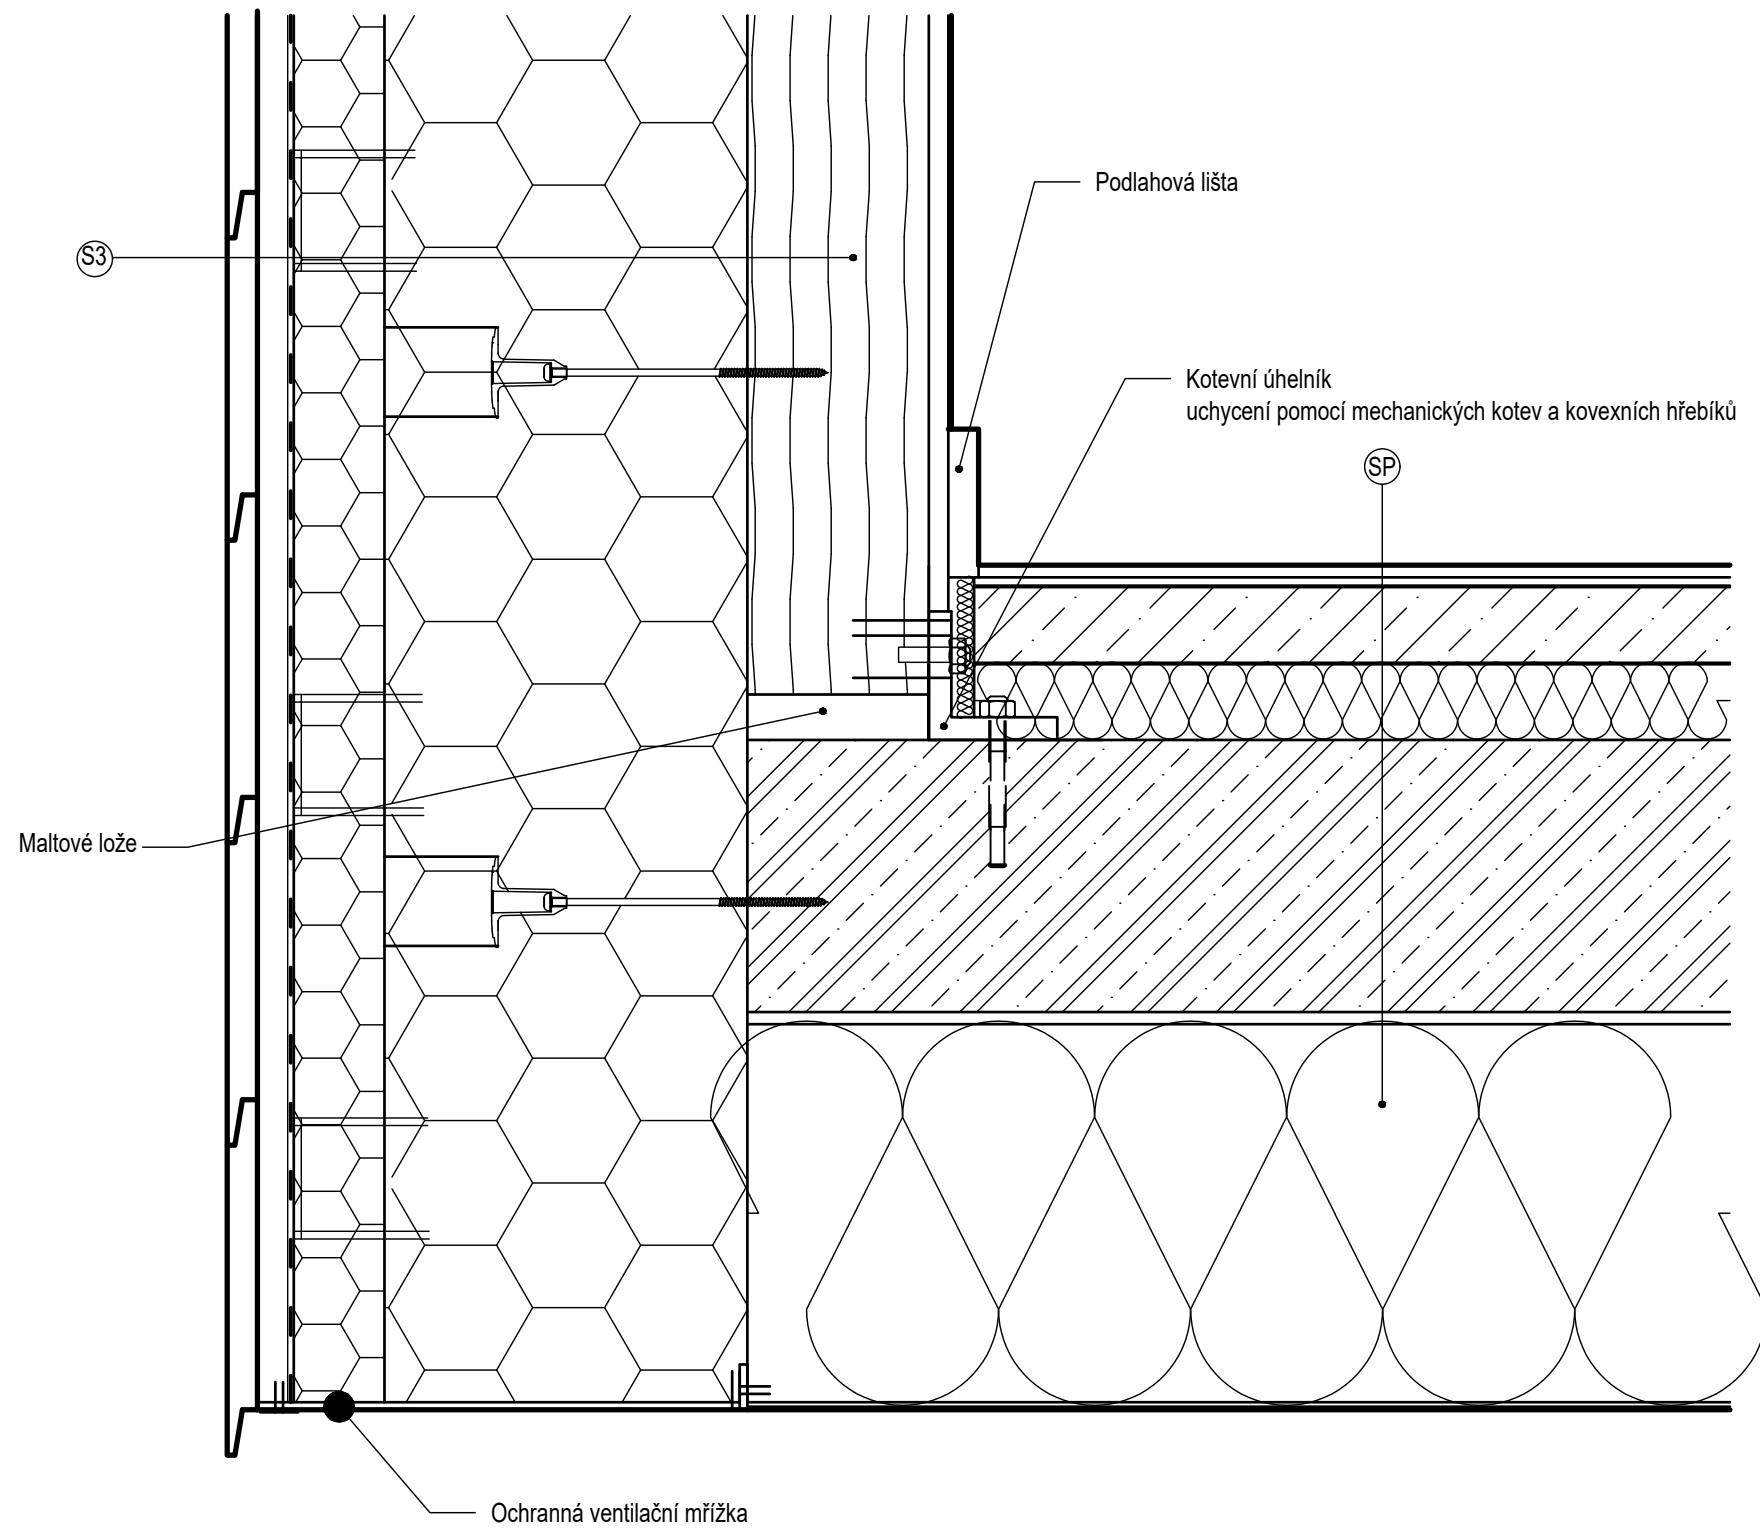 Podlahová lišta
S3
Kotevní úhelník
uchycení pomocí mechanických kotev a kovexních hřebíků
SP
Maltové lože
Ochranná ventilační mřížka